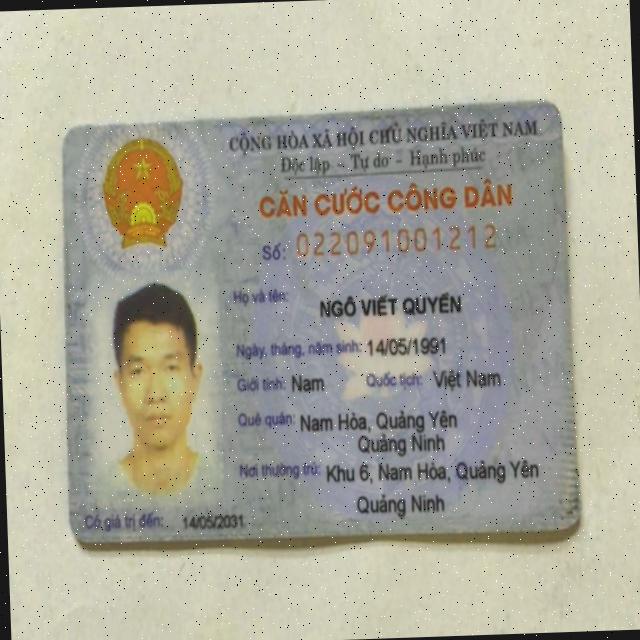 CỘNG HÒA XÃ HỘI CHỦ NGHĨA VIỆT NAM
Độc lập - Tự do - Hạnh phúc
CĂN CƯỚC CÔNG DÂN
Số: 022091001212
Họ và tên: NGÔ VIẾT QUYỀN
Ngày, tháng, năm sinh: 14/05/1991
Giới tính: Nam Quốc tịch: Việt Nam
Quê quán: Nam Hòa, Quảng Yên
Quảng Ninh
Nơi thường trú: Khu 6, Nam Hòa, Quảng Yên
Quảng Ninh
Có giá trị đến: 14/05/2031